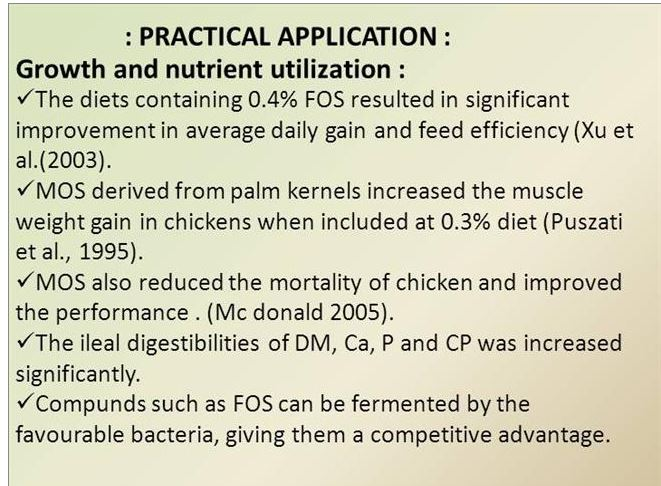 : PRACTICAL APPLICATION :
Growth and nutrient utilization :
✓The diets containing 0.4% FOS resulted in significant
improvement in average daily gain and feed efficiency (Xu et
al.(2003).
✓MOS derived from palm kernels increased the muscle
weight gain in chickens when included at 0.3% diet (Puszati
et al., 1995).
✓MOS also reduced the mortality of chicken and improved
the performance . (Mc donald 2005).
✓The ileal digestibilities of DM, Ca, P and CP was increased
significantly.
✓Compunds such as FOS can be fermented by the
favourable bacteria, giving them a competitive advantage.